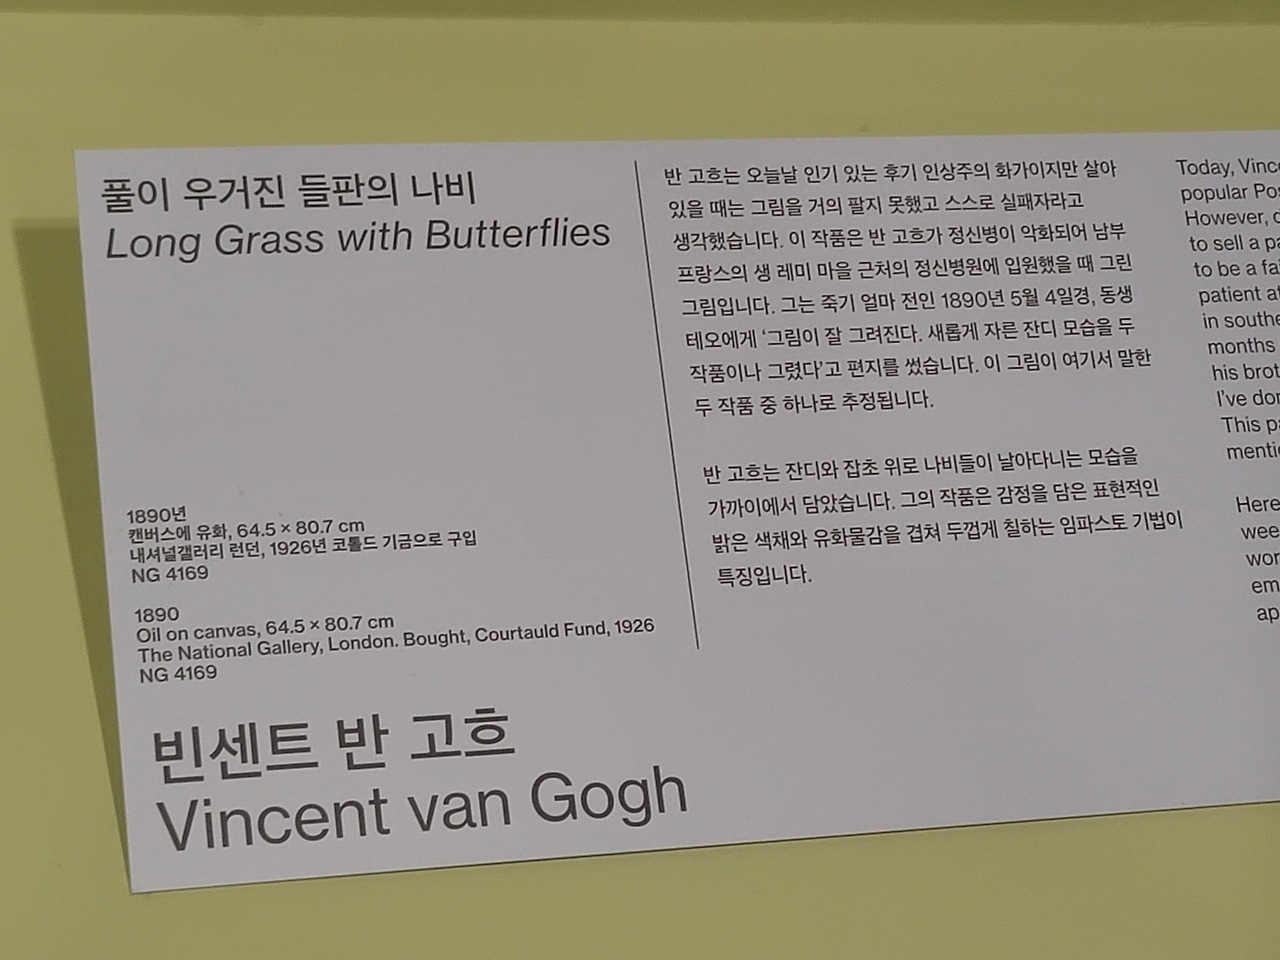 풀이 우거진 들판의 나비
Long Grass with Butterflies
1890년
캔버스에 유화, 64.5 × 80.7 cm
내셔널갤러리 런던, 1926년 코톨드 기금으로 구입
NG 4169
1890
Oil on canvas, 64.5 × 80.7 cm
The National Gallery, London. Bought, Courtauld Fund, 1926
NG 4169
빈센트 반 고흐
Vincent van Gogh
반 고흐는 오늘날 인기 있는 후기 인상주의 화가이지만 살아
있을 때는 그림을 거의 팔지 못했고 스스로 실패자라고
생각했습니다. 이 작품은 반 고흐가 정신병이 악화되어 남부
프랑스의 생 레미 마을 근처의 정신병원에 입원했을 때 그린
그림입니다. 그는 죽기 얼마 전인 1890년 5월 4일경, 동생
테오에게 ‘그림이 잘 그려진다. 새롭게 자른 잔디 모습을 두
작품이나 그렸다’고 편지를 썼습니다. 이 그림이 여기서 말한
두 작품 중 하나로 추정됩니다.
반 고흐는 잔디와 잡초 위로 나비들이 날아다니는 모습을
가까이에서 담았습니다. 그의 작품은 감정을 담은 표현적인
밝은 색채와 유화물감을 겹쳐 두껍게 칠하는 임파스토 기법이
특징입니다.
Today,
popular
However,
to sell a
to be a
patient
in
months
his
I’ve
This
Here